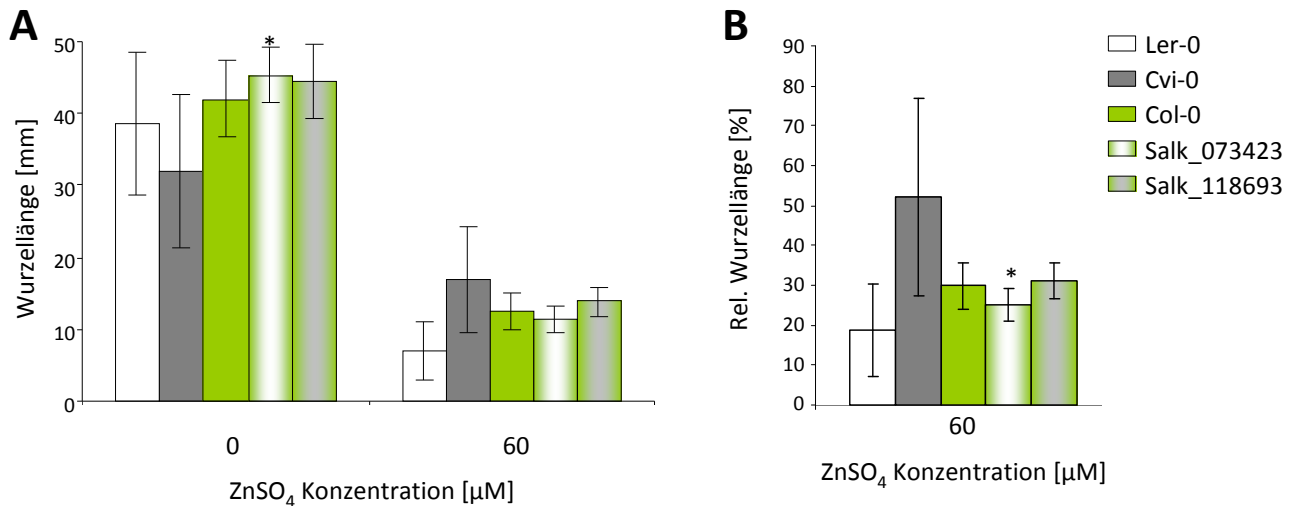 A
Wurzellänge [mm]
50
40
30
20
10
0
*
0
60
ZnSO₄ Konzentration [µM]
B
Rel. Wurzellänge [%]
90
80
70
60
50
40
30
20
10
0
*
60
ZnSO₄ Konzentration [µM]
Ler-0
Cvi-0
Col-0
Salk_073423
Salk_118693